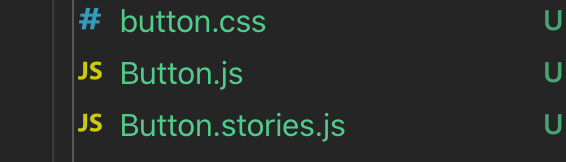 # button.css U
JS Button.js U
JS Button.stories.js U